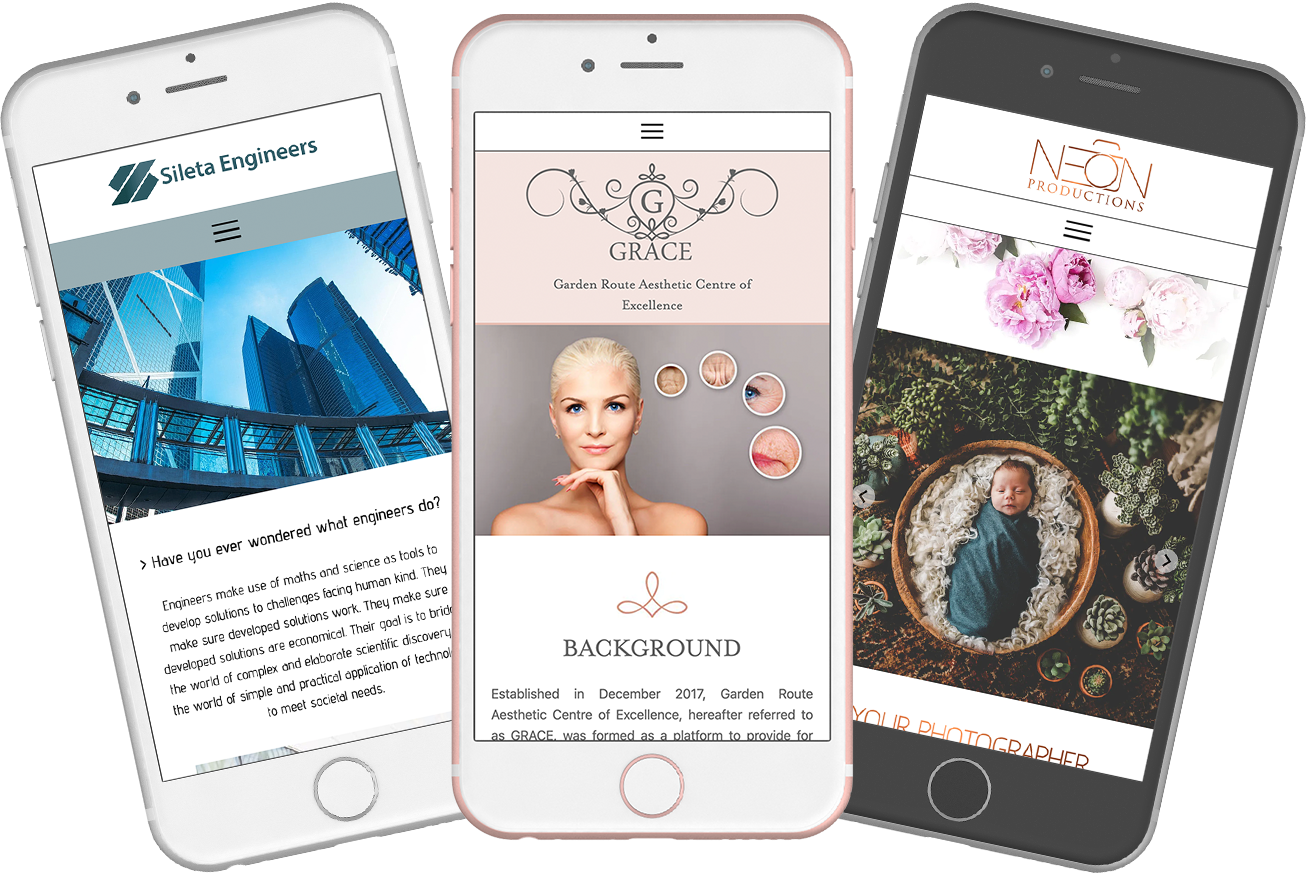 Sileta Engineers
> Have you ever wondered what engineers do?
Engineers make use of maths and science as tools to
develop solutions to challenges facing human kind. They
make sure developed solutions work. They make sure
developed solutions are economical. Their goal is to
the world of complex and elaborate scientific discovery
the world of simple and practical application of
to meet societal needs.
G
GRACE
Garden Route Aesthetic Centre of
Excellence
BACKGROUND
Established in December 2017, Garden Route
Aesthetic Centre of Excellence, hereafter referred to
as GRACE, was formed as a platform to provide for
NEON
PRODUCTIONS
YOUR PHOTOGRAPHER